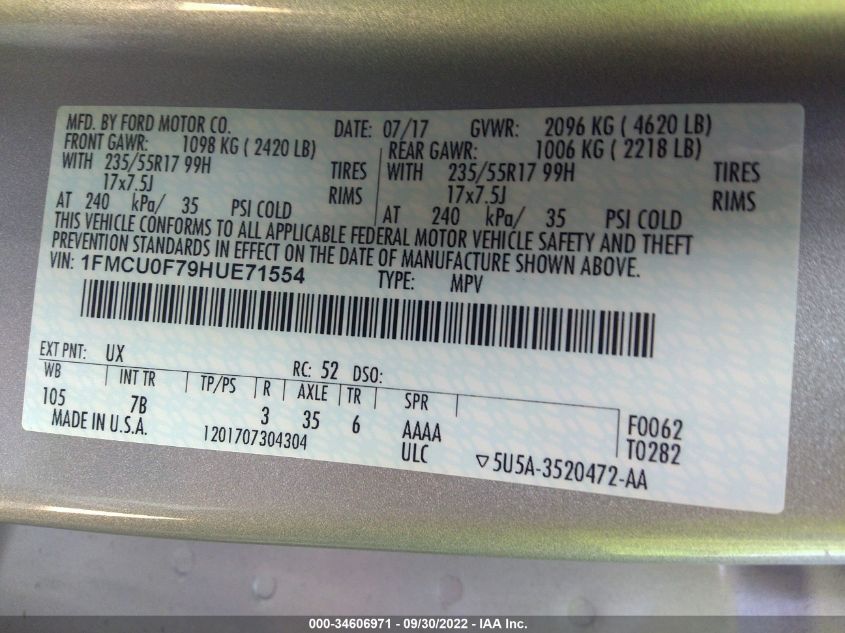 MFD. BY FORD MOTOR CO. DATE: 07/17 GVWR: 2096 KG ( 4620 LB)
FRONT GAWR: 1098 KG ( 2420 LB) REAR GAWR: 1006 KG ( 2218 LB)
WITH 235/55R17 99H TIRES WITH 235/55R17 99H TIRES
17x7.5J RIMS 17x7.5J RIMS
AT 240 kPa/ 35 PSI COLD AT 240 kPa/ 35 PSI COLD
THIS VEHICLE CONFORMS TO ALL APPLICABLE FEDERAL MOTOR VEHICLE SAFETY AND THEFT
PREVENTION STANDARDS IN EFFECT ON THE DATE OF MANUFACTURE SHOWN ABOVE.
VIN: 1FMCU0F79HUE71554 TYPE: MPV
EXT PNT: UX RC: 52 DSO:
WB INT TR TP/PS R AXLE TR SPR
105 7B 3 35 6 AAAA F0062
MADE IN U.S.A. 1201707304304 ULC T0282
▽5U5A-3520472-AA
000-34606971 - 09/30/2022 - IAA Inc.